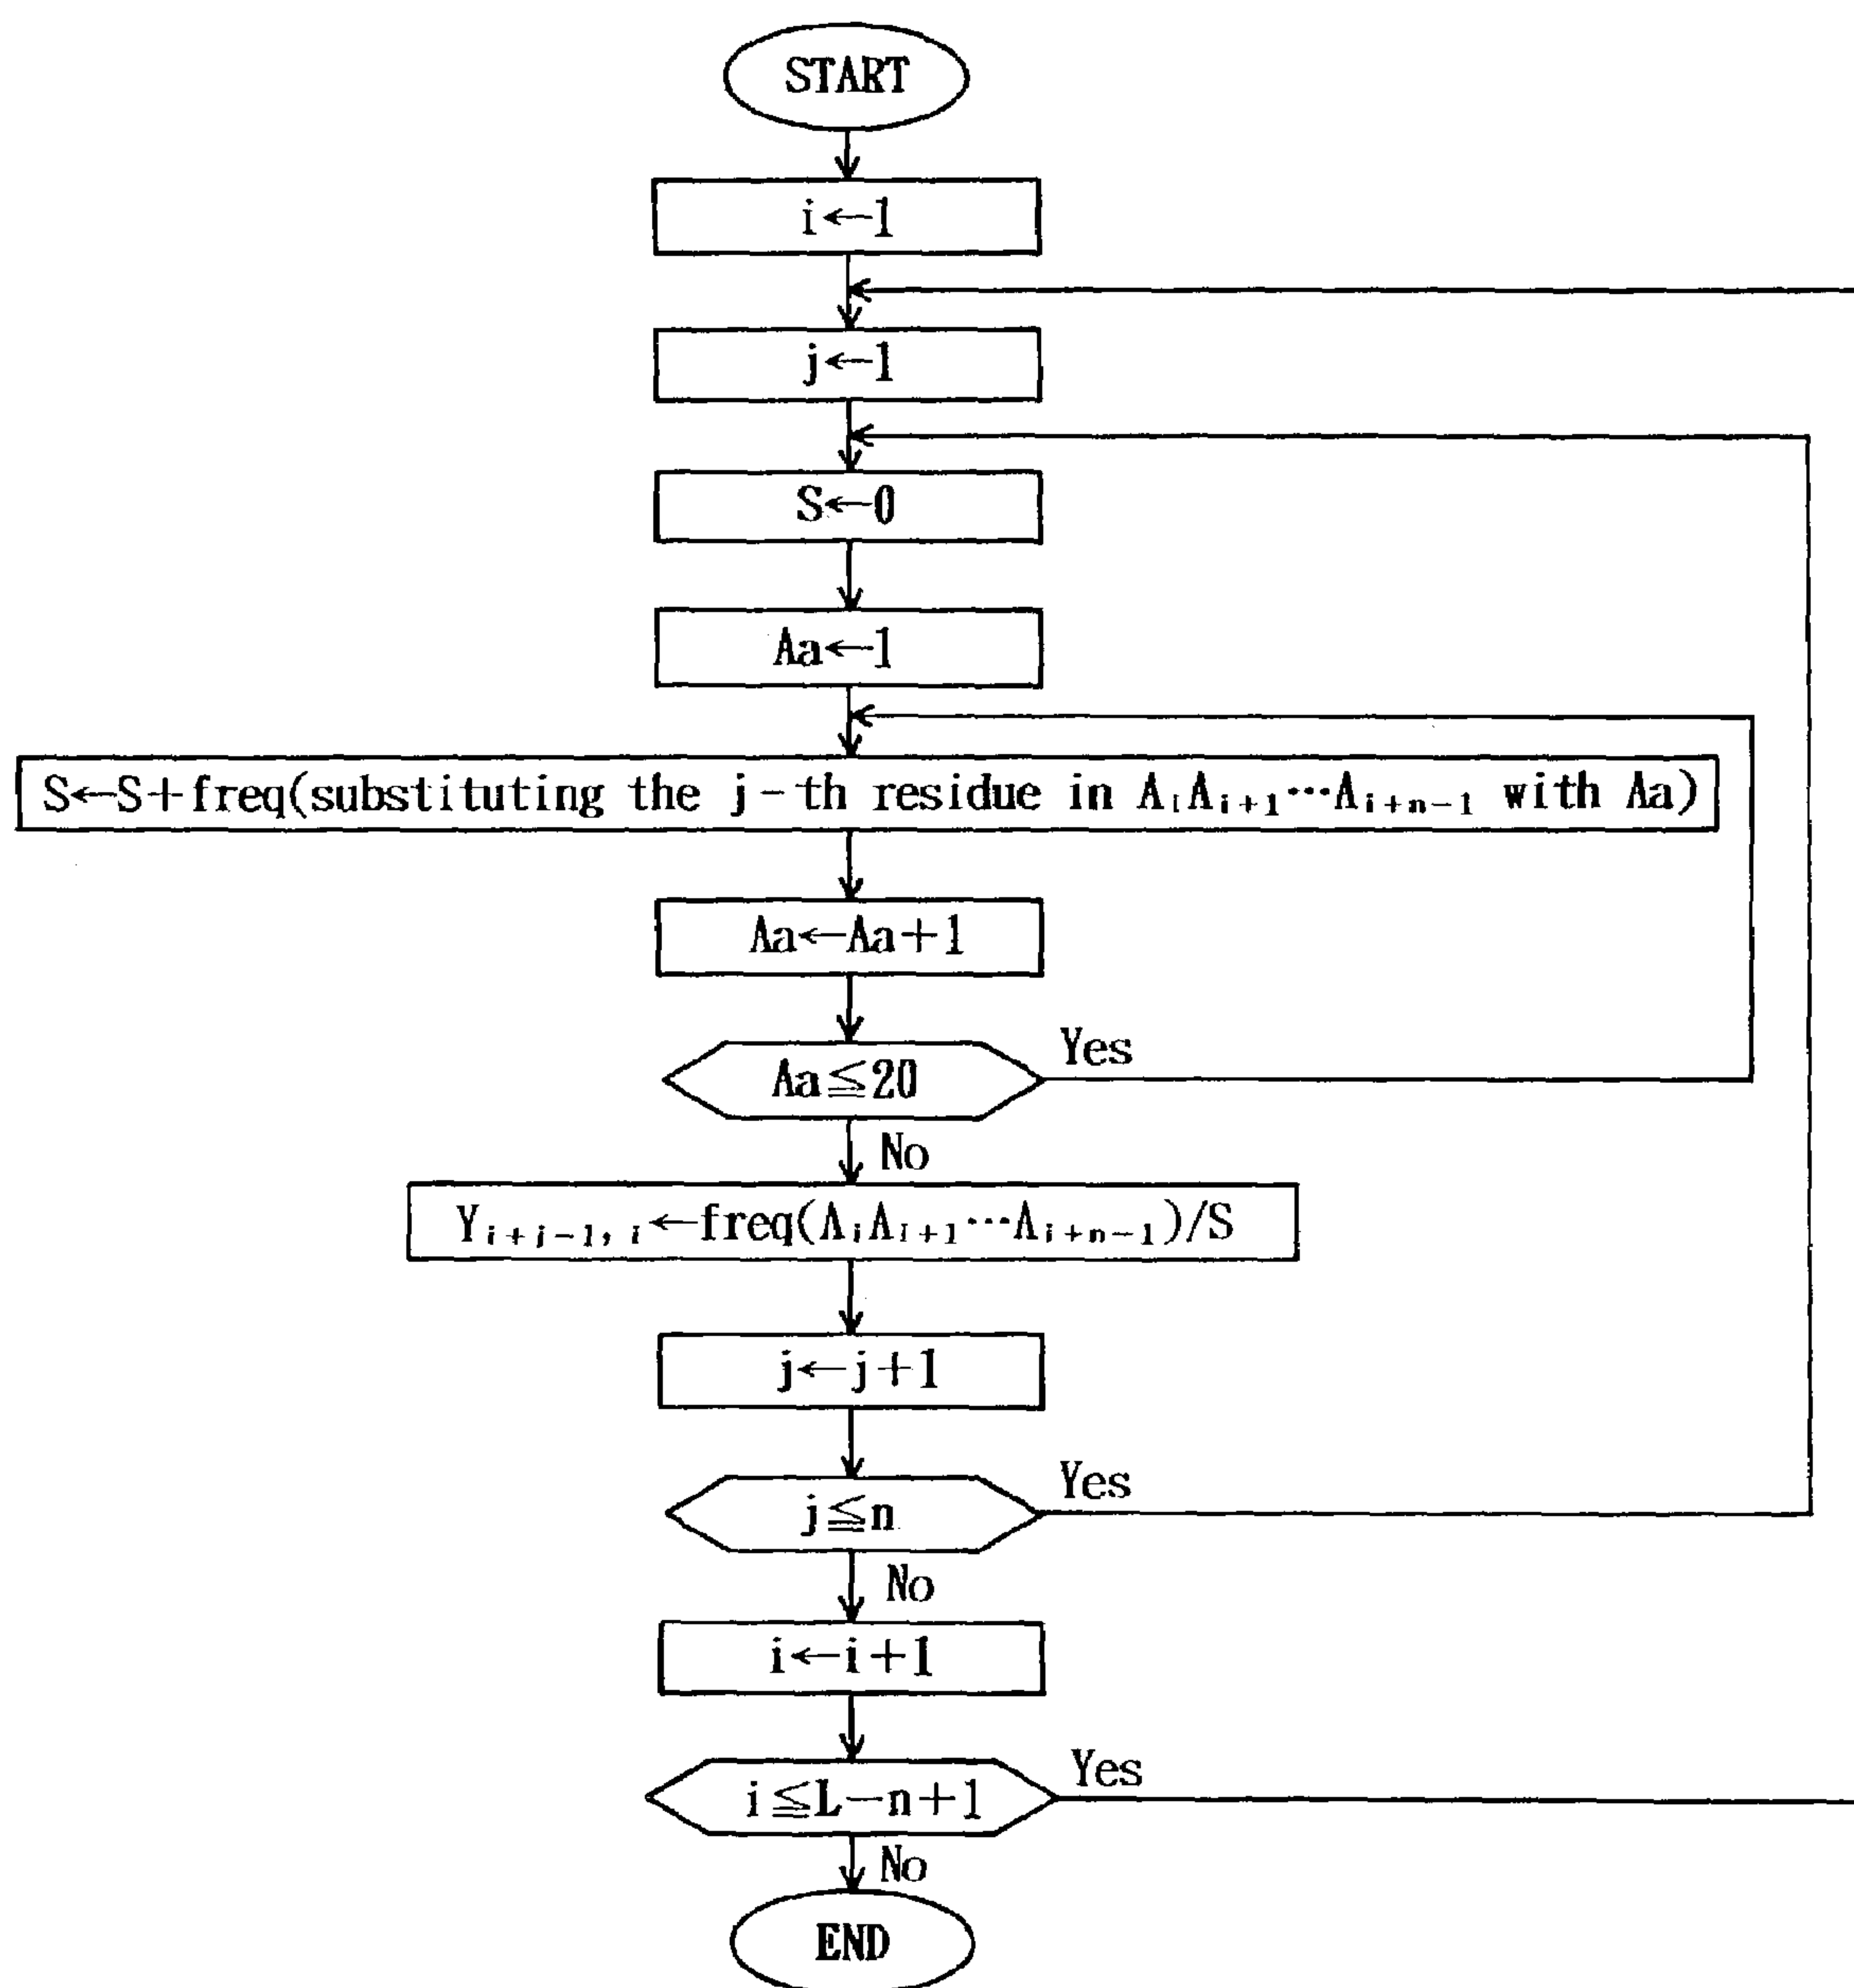 START
i←1
j←1
S←0
Aa←1
S←S+freq(substituting the j-th residue in AᵢAᵢ₊₁⋯Aᵢ₊ₙ₋₁ with Aa)
Aa←Aa+1
Aa≦20
Yes
No
Yᵢ₊ⱼ₋₁, ᵢ←freq(AᵢAᵢ₊₁⋯Aᵢ₊ₙ₋₁)/S
j←j+1
j≦n
Yes
No
i←i+1
i≦L−n+1
Yes
No
END